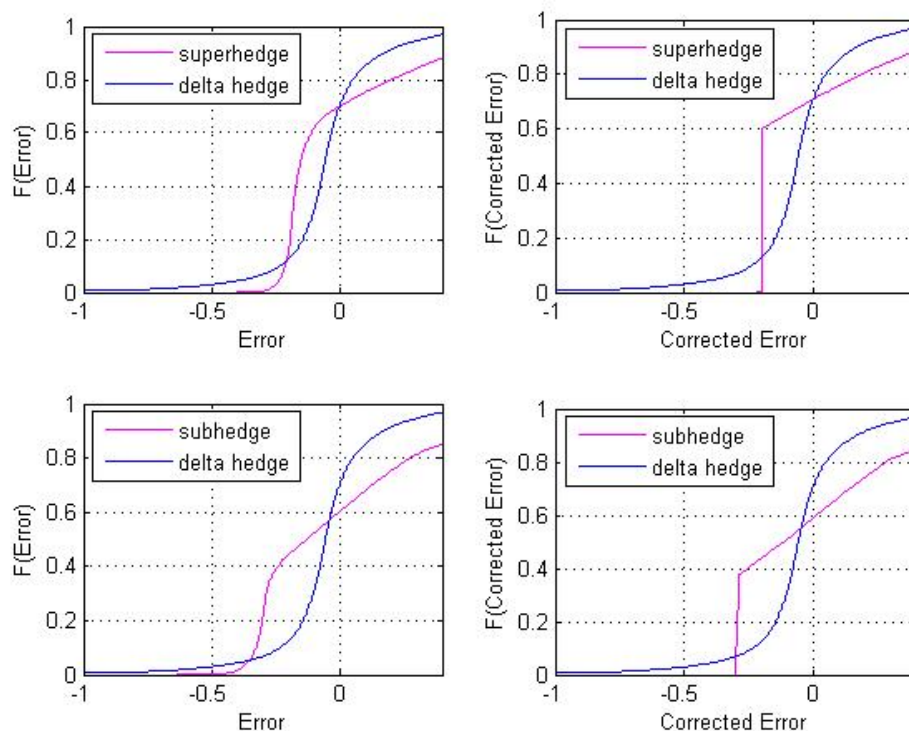 superhedge
delta hedge
F(Error)
1
0.8
0.6
0.4
0.2
0
-1
-0.5
0
Error
superhedge
delta hedge
F(Corrected Error)
1
0.8
0.6
0.4
0.2
0
-1
-0.5
0
Corrected Error
subhedge
delta hedge
F(Error)
1
0.8
0.6
0.4
0.2
0
-1
-0.5
0
Error
subhedge
delta hedge
F(Corrected Error)
1
0.8
0.6
0.4
0.2
0
-1
-0.5
0
Corrected Error